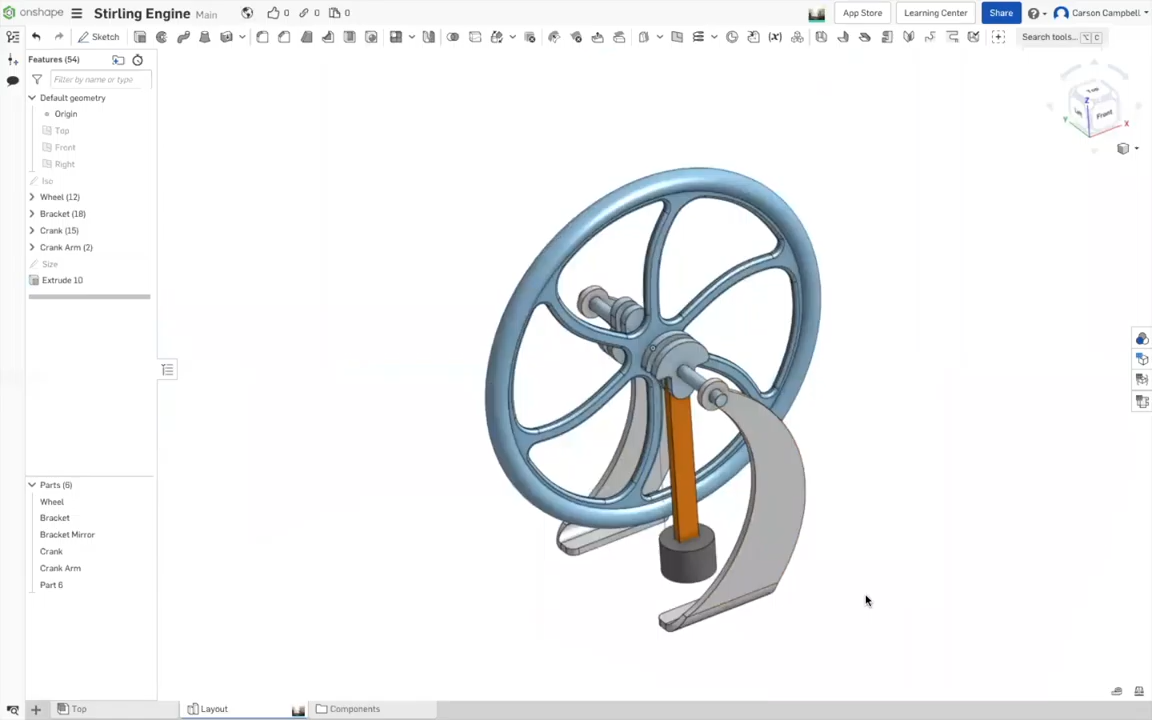 onshape Stirling Engine Main 0 0 0 App Store Learning Center Share Carson Campbell
Sketch Search tools... ⌥ C
Features (54)
Filter by name or type
Default geometry
Origin
Top
Front
Right
Iso
Wheel (12)
Bracket (18)
Crank (15)
Crank Arm (2)
Size
Extrude 10
Z
Top
Left
Front
Y
X
Parts (6)
Wheel
Bracket
Bracket Mirror
Crank
Crank Arm
Part 6
Top Layout Components